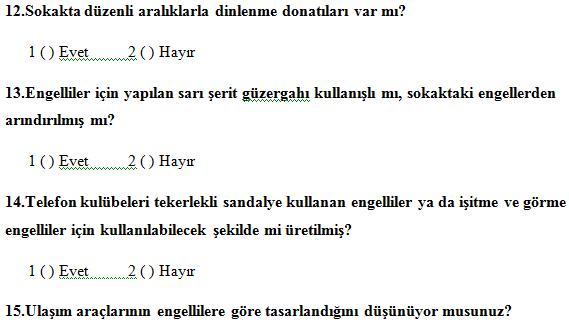 12.Sokakta düzenli aralıklarla dinlenme donatıları var mı?
1 ( ) Evet 2 ( ) Hayır
13.Engelliler için yapılan sarı şerit güzergahı kullanışlı mı, sokaktaki engellerden
arındırılmış mı?
1 ( ) Evet 2 ( ) Hayır
14.Telefon kulübeleri tekerlekli sandalye kullanan engelliler ya da işitme ve görme
engelliler için kullanılabilecek şekilde mi üretilmiş?
1 ( ) Evet 2 ( ) Hayır
15.Ulaşım araçlarının engellilere göre tasarlandığını düşünüyor musunuz?